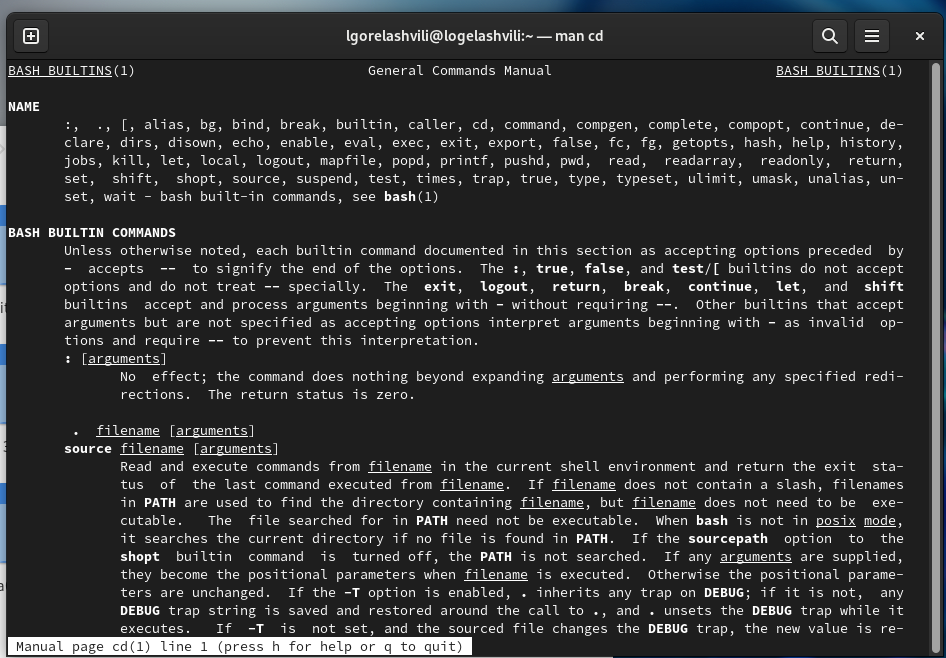 lgorelashvili@logelashvili:~ — man cd
BASH BUILTINS(1) General Commands Manual BASH BUILTINS(1)
NAME
:, ., [, alias, bg, bind, break, builtin, caller, cd, command, compgen, complete, compopt, continue, de-
clare, dirs, disown, echo, enable, eval, exec, exit, export, false, fc, fg, getopts, hash, help, history,
jobs, kill, let, local, logout, mapfile, popd, printf, pushd, pwd, read, readarray, readonly, return,
set, shift, shopt, source, suspend, test, times, trap, true, type, typeset, ulimit, umask, unalias, un-
set, wait - bash built-in commands, see bash(1)
BASH BUILTIN COMMANDS
Unless otherwise noted, each builtin command documented in this section as accepting options preceded by
- accepts -- to signify the end of the options. The :, true, false, and test/[ builtins do not accept
options and do not treat -- specially. The exit, logout, return, break, continue, let, and shift
builtins accept and process arguments beginning with - without requiring --. Other builtins that accept
arguments but are not specified as accepting options interpret arguments beginning with - as invalid op-
tions and require -- to prevent this interpretation.
: [arguments]
No effect; the command does nothing beyond expanding arguments and performing any specified redi-
rections. The return status is zero.
. filename [arguments]
source filename [arguments]
Read and execute commands from filename in the current shell environment and return the exit sta-
tus of the last command executed from filename. If filename does not contain a slash, filenames
in PATH are used to find the directory containing filename, but filename does not need to be exe-
cutable. The file searched for in PATH need not be executable. When bash is not in posix mode,
it searches the current directory if no file is found in PATH. If the sourcepath option to the
shopt builtin command is turned off, the PATH is not searched. If any arguments are supplied,
they become the positional parameters when filename is executed. Otherwise the positional parame-
ters are unchanged. If the -T option is enabled, . inherits any trap on DEBUG; if it is not, any
DEBUG trap string is saved and restored around the call to ., and . unsets the DEBUG trap while it
executes. If -T is not set, and the sourced file changes the DEBUG trap, the new value is re-
Manual page cd(1) line 1 (press h for help or q to quit)